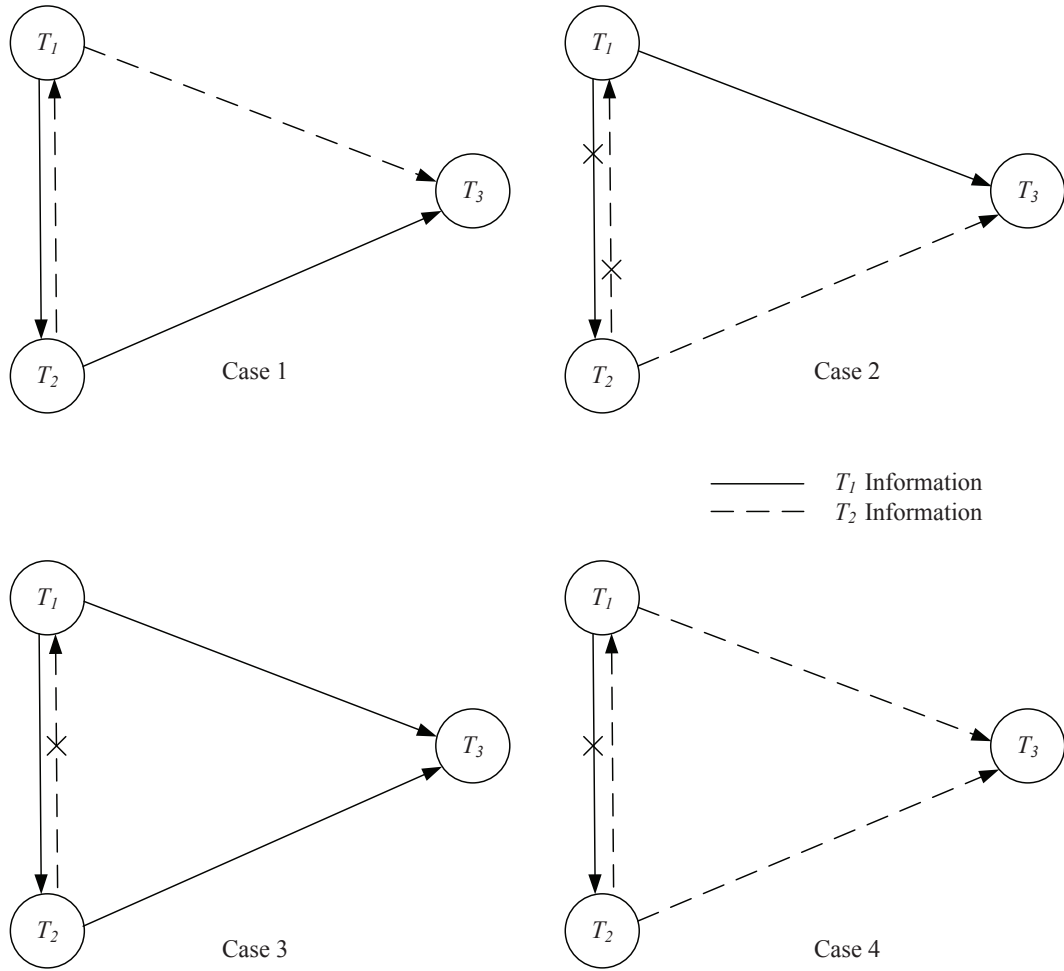 T1
T3
T2
Case 1
T1
T3
T2
Case 2
T1 Information
T2 Information
T1
T3
T2
Case 3
T1
T3
T2
Case 4